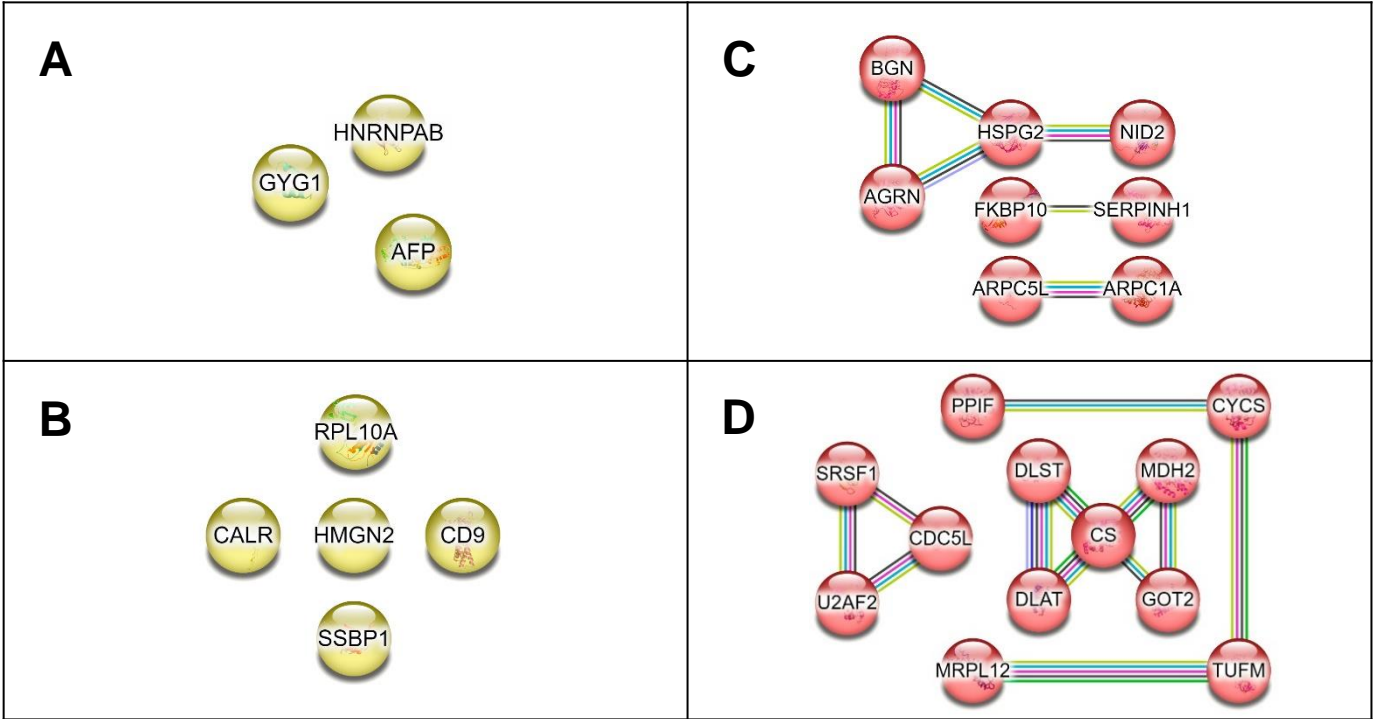 A
HNRNPAB
GYG1
AFP
B
RPL10A
CALR HMGN2 CD9
SSBP1
C
BGN
HSPG2 NID2
AGRN
FKBP10 SERPINH1
ARPC5L ARPC1A
D
PPIF CYCS
SRSF1 DLST MDH2
CDC5L CS
U2AF2 DLAT GOT2
MRPL12 TUFM